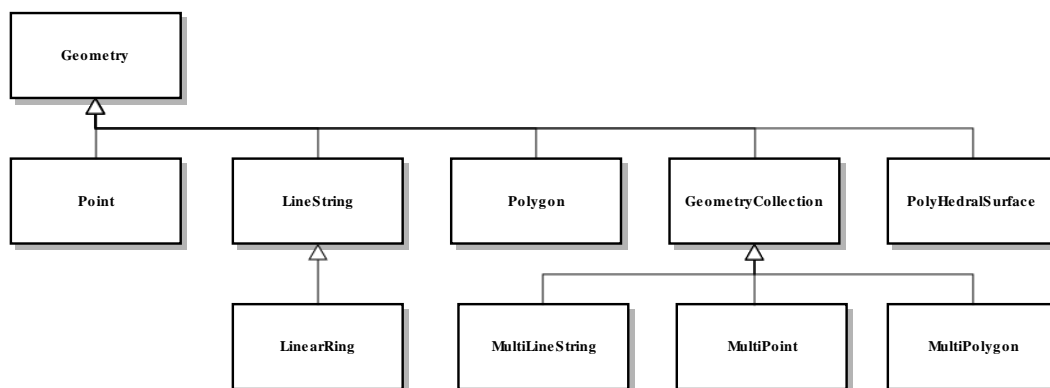 Geometry
Point
LineString
Polygon
GeometryCollection
PolyHedralSurface
LinearRing
MultiLineString
MultiPoint
MultiPolygon